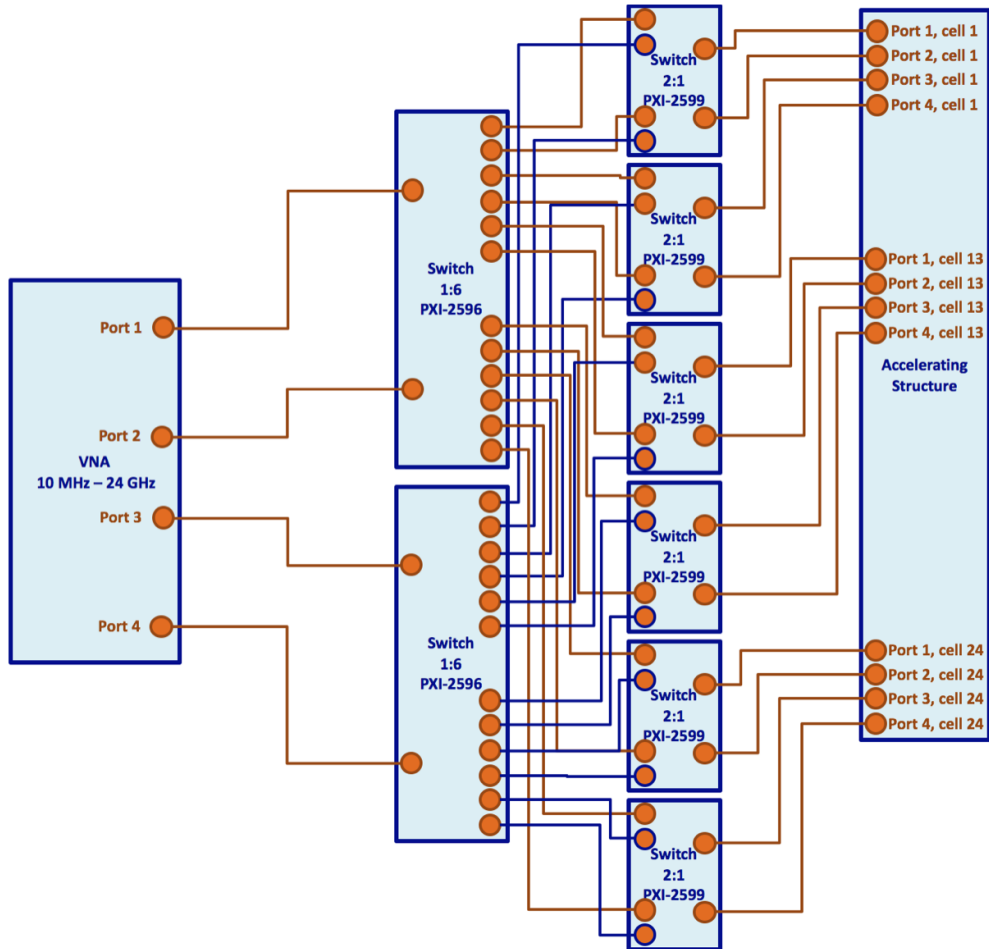 Port 1
Port 2
VNA
10 MHz – 24 GHz
Port 3
Port 4
Switch
1:6
PXI-2596
Switch
1:6
PXI-2596
Switch
2:1
PXI-2599
Switch
2:1
PXI-2599
Switch
2:1
PXI-2599
Switch
2:1
PXI-2599
Switch
2:1
PXI-2599
Switch
2:1
PXI-2599
Port 1, cell 1
Port 2, cell 1
Port 3, cell 1
Port 4, cell 1
Port 1, cell 13
Port 2, cell 13
Port 3, cell 13
Port 4, cell 13
Accelerating
Structure
Port 1, cell 24
Port 2, cell 24
Port 3, cell 24
Port 4, cell 24